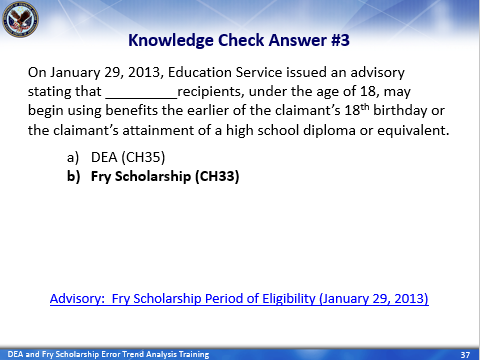 Knowledge Check Answer #3
On January 29, 2013, Education Service issued an advisory
stating that _________recipients, under the age of 18, may
begin using benefits the earlier of the claimant's 18th birthday or
the claimant's attainment of a high school diploma or equivalent.
a) DEA (CH35)
b) Fry Scholarship (CH33)
Advisory: Fry Scholarship Period of Eligibility (January 29, 2013)
DEA and Fry Scholarship Error Trend Analysis Training
37